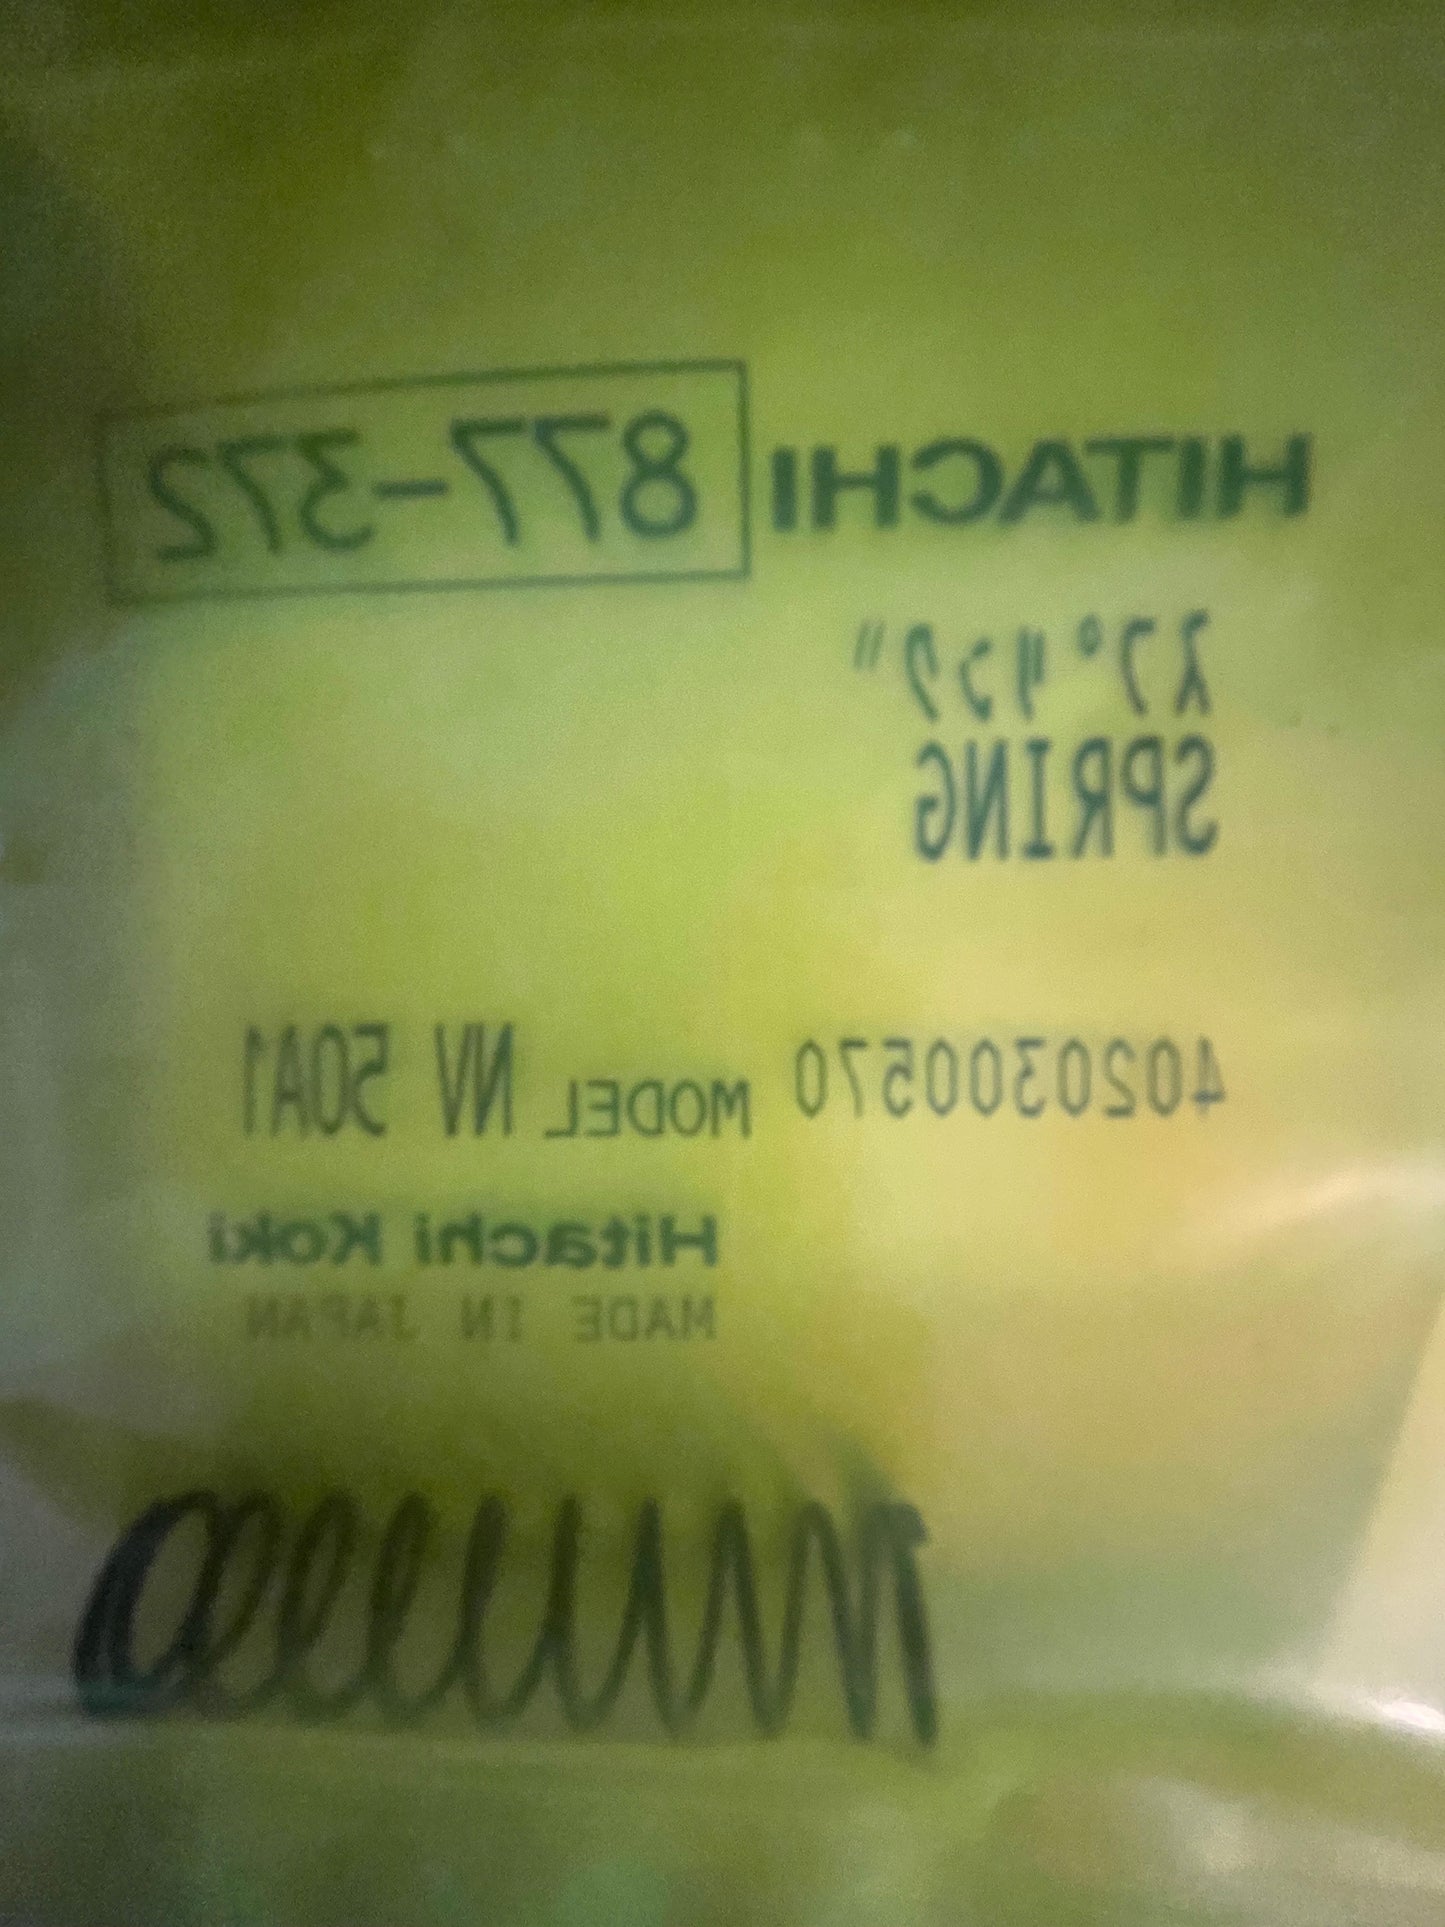 HITACHI 877-372
スプリング
SPRING
4020300570 MODEL NV 50A1
Hitachi Koki
MADE IN JAPAN